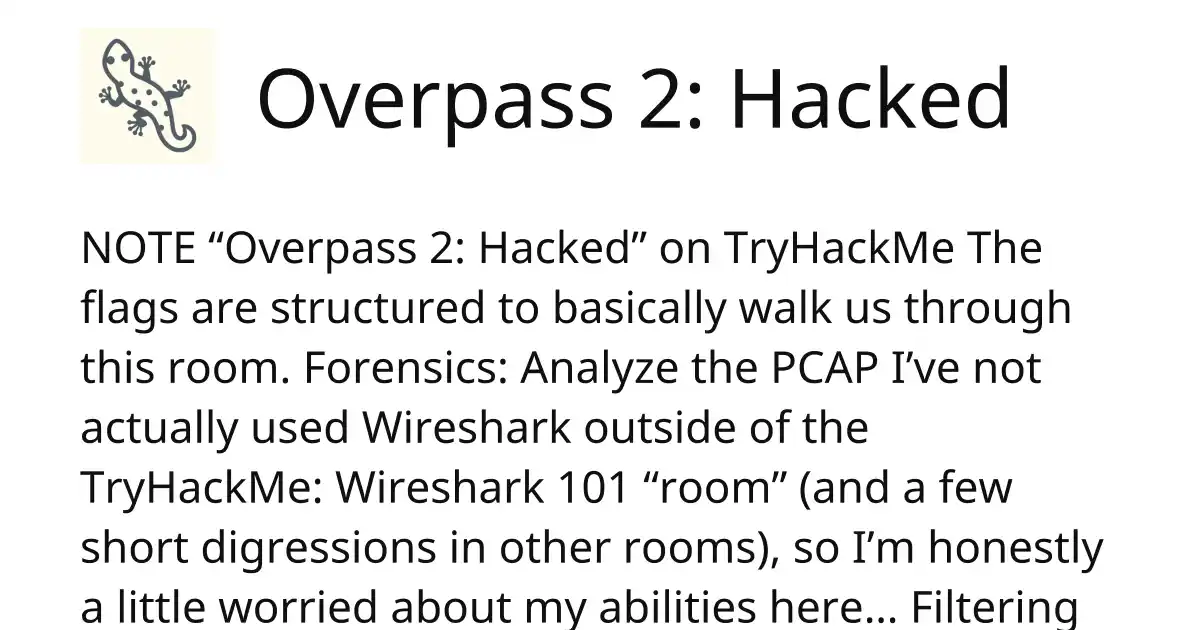 Overpass 2: Hacked
NOTE “Overpass 2: Hacked” on TryHackMe The
flags are structured to basically walk us through
this room. Forensics: Analyze the PCAP I’ve not
actually used Wireshark outside of the
TryHackMe: Wireshark 101 “room” (and a few
short digressions in other rooms), so I’m honestly
a little worried about my abilities here… Filtering